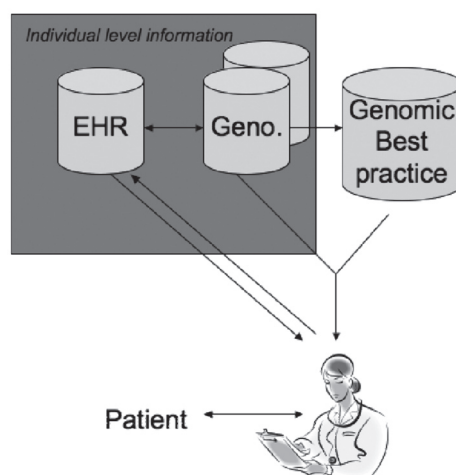 Individual level information
EHR
Geno.
Genomic
Best
practice
Patient